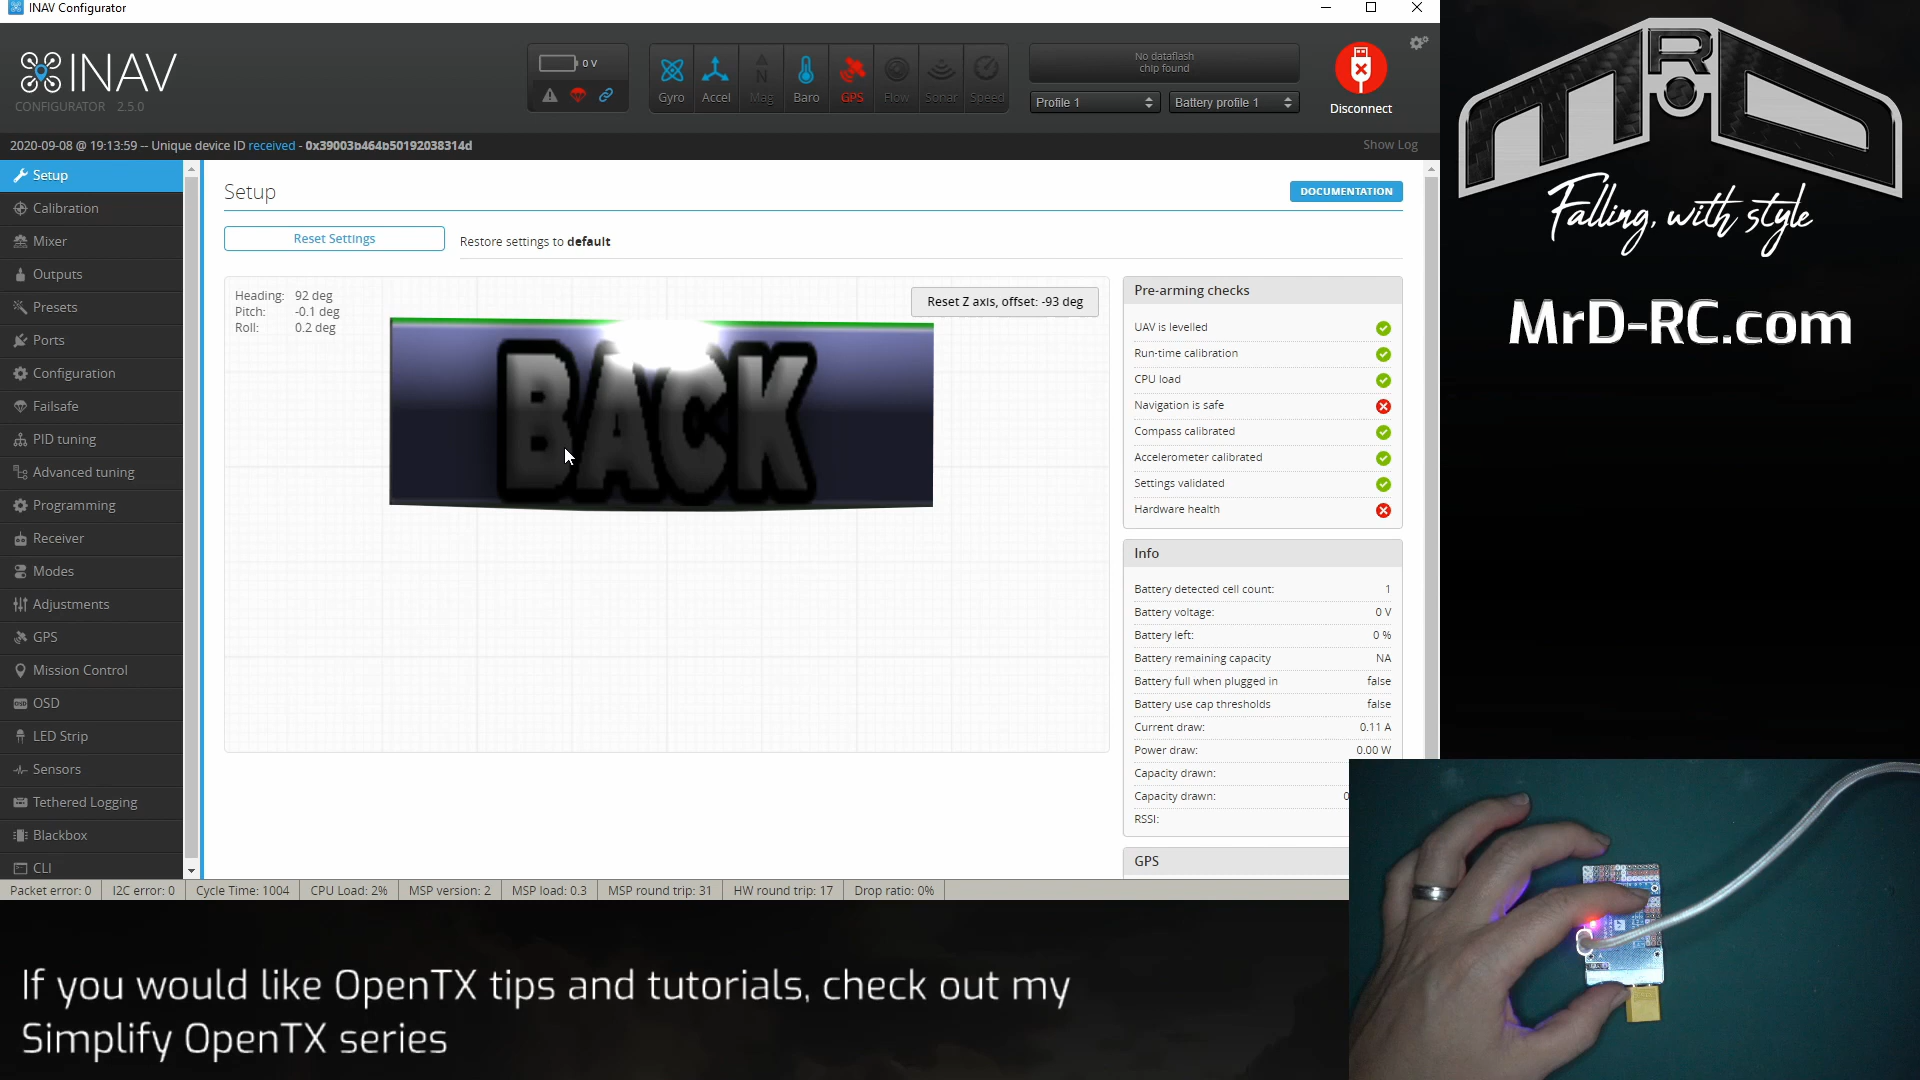 INAV Configurator
INAV
CONFIGURATOR 2.5.0
0 V
Gyro
Accel
Mag
Baro
GPS
Flow
Sonar
Speed
No dataflash
chip found
Profile 1
Battery profile 1
Disconnect
2020-09-08 @ 19:13:59 -- Unique device ID received - 0x39003b464b50192038314d
Show Log
Setup
Calibration
Mixer
Outputs
Presets
Ports
Configuration
Failsafe
PID tuning
Advanced tuning
Programming
Receiver
Modes
Adjustments
GPS
Mission Control
OSD
LED Strip
Sensors
Tethered Logging
Blackbox
CLI
Setup
DOCUMENTATION
Reset Settings
Restore settings to default
Heading: 92 deg
Pitch: -0.1 deg
Roll: 0.2 deg
Reset Z axis, offset: -93 deg
BACK
Pre-arming checks
UAV is levelled
Run-time calibration
CPU load
Navigation is safe
Compass calibrated
Accelerometer calibrated
Settings validated
Hardware health
Info
Battery detected cell count: 1
Battery voltage: 0 V
Battery left: 0 %
Battery remaining capacity NA
Battery full when plugged in false
Battery use cap thresholds false
Current draw: 0.11 A
Power draw: 0.00 W
Capacity drawn:
Capacity drawn: 0
RSSI:
GPS
Packet error: 0
I2C error: 0
Cycle Time: 1004
CPU Load: 2%
MSP version: 2
MSP load: 0.3
MSP round trip: 31
HW round trip: 17
Drop ratio: 0%
MRD
Falling, with style
MrD-RC.com
If you would like OpenTX tips and tutorials, check out my
Simplify OpenTX series